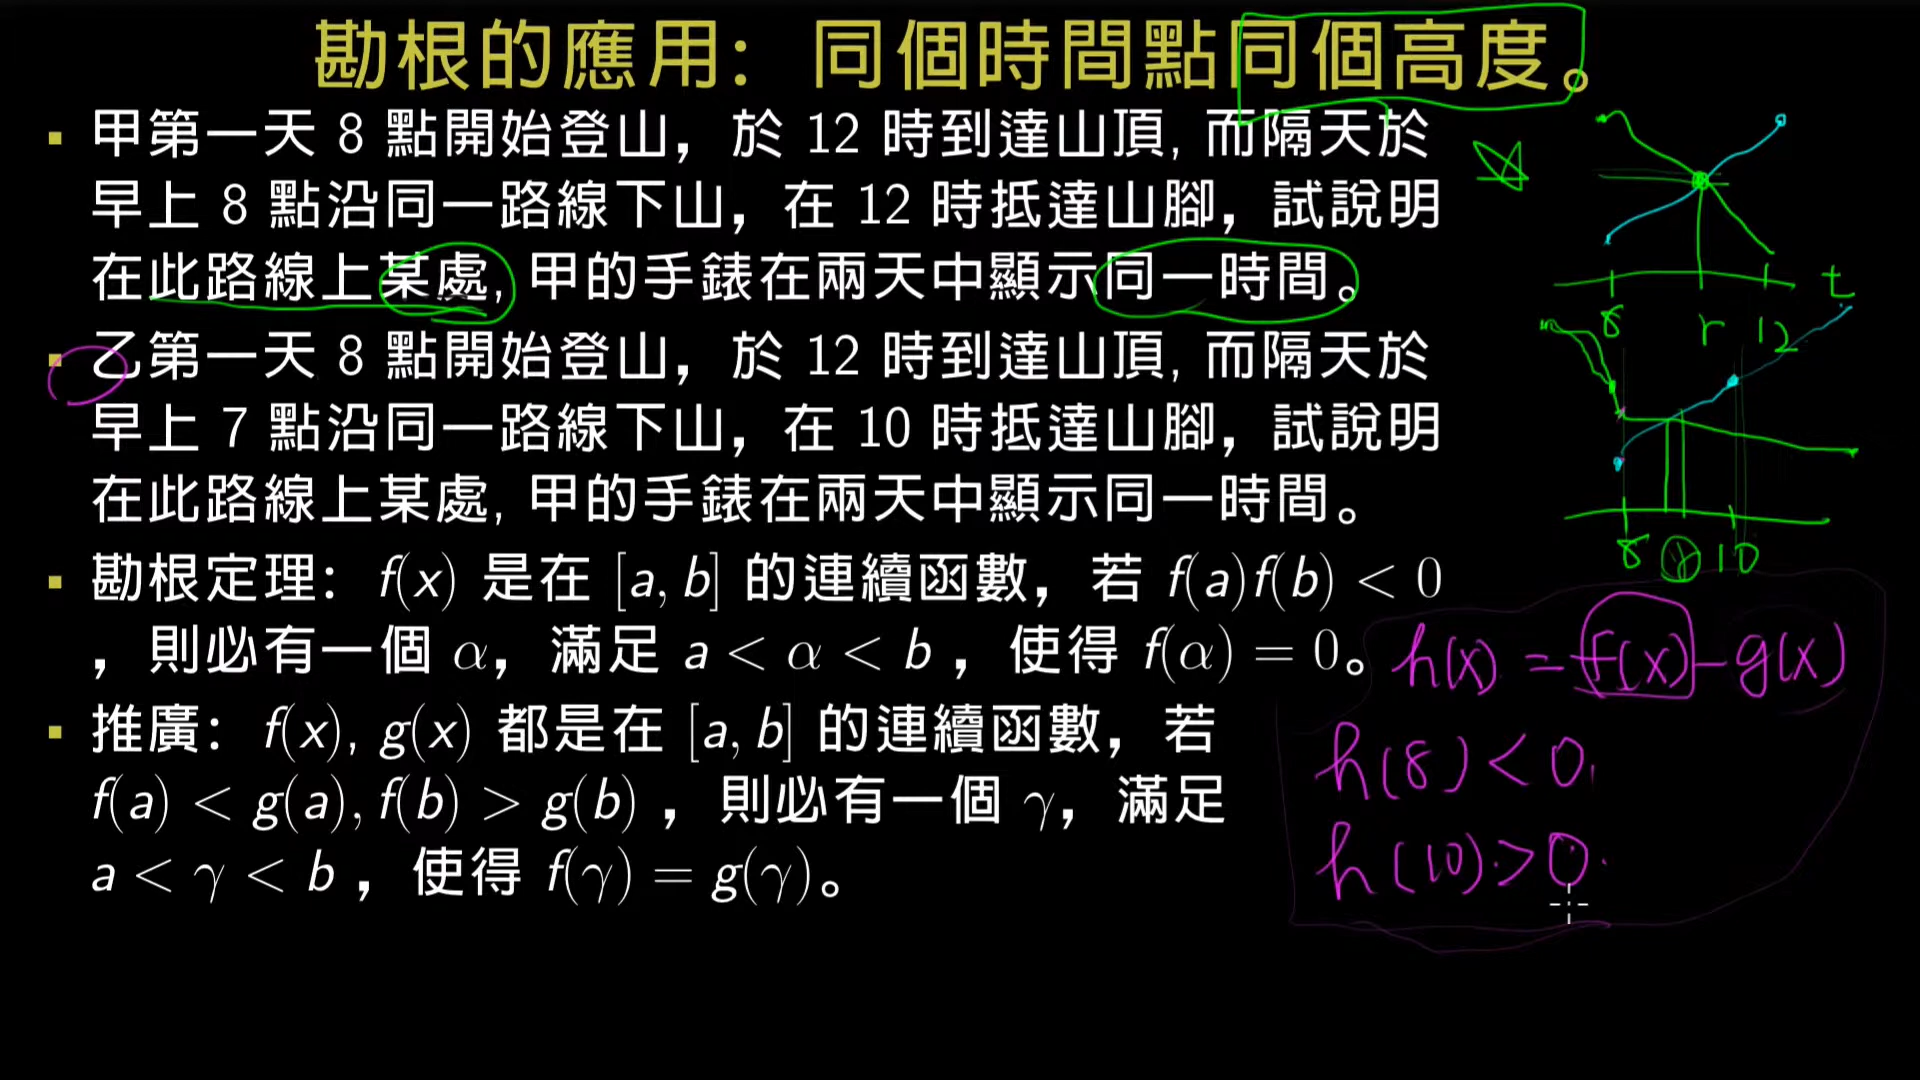 勘根的應用：同個時間點同個高度。
甲第一天 8 點開始登山，於 12 時到達山頂, 而隔天於
早上 8 點沿同一路線下山，在 12 時抵達山腳，試說明
在此路線上某處, 甲的手錶在兩天中顯示同一時間。
乙第一天 8 點開始登山，於 12 時到達山頂, 而隔天於
早上 7 點沿同一路線下山，在 10 時抵達山腳，試說明
在此路線上某處, 甲的手錶在兩天中顯示同一時間。
勘根定理：f(x) 是在 [a, b] 的連續函數，若 f(a)f(b) < 0
，則必有一個 α，滿足 a < α < b ，使得 f(α) = 0。
推廣：f(x), g(x) 都是在 [a, b] 的連續函數，若
f(a) < g(a), f(b) > g(b) ，則必有一個 γ，滿足
a < γ < b ，使得 f(γ) = g(γ)。
t
8 r 12
8 10
h(x) = f(x) - g(x)
h(8) < 0.
h(10) > 0.